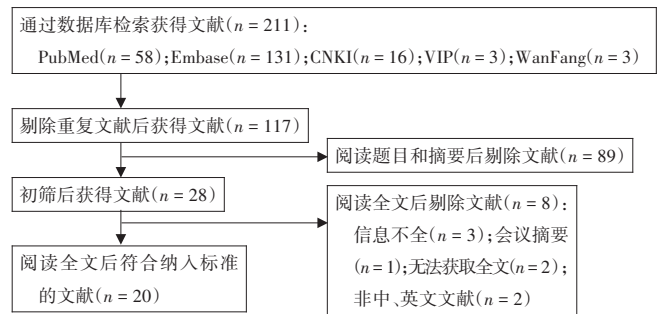 通过数据库检索获得文献(n = 211)：
PubMed(n = 58)；Embase(n = 131)；CNKI(n = 16)；VIP(n = 3)；WanFang(n = 3)
剔除重复文献后获得文献(n = 117)
阅读题目和摘要后剔除文献(n = 89)
初筛后获得文献(n = 28)
阅读全文后剔除文献(n = 8)：
信息不全(n = 3)；会议摘要
(n = 1)；无法获取全文(n = 2)；
非中、英文文献(n = 2)
阅读全文后符合纳入标准
的文献(n = 20)